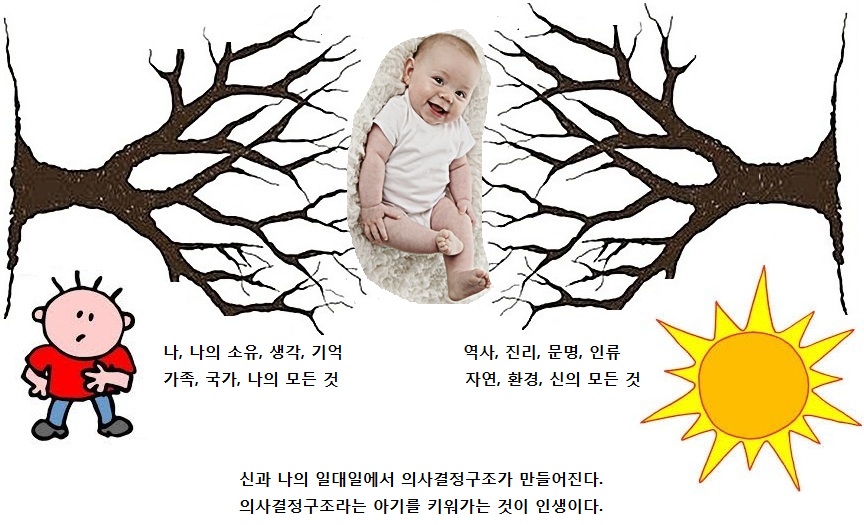 나, 나의 소유, 생각, 기억
가족, 국가, 나의 모든 것
역사, 진리, 문명, 인류
자연, 환경, 신의 모든 것
신과 나의 일대일에서 의사결정구조가 만들어진다.
의사결정구조라는 아기를 키워가는 것이 인생이다.